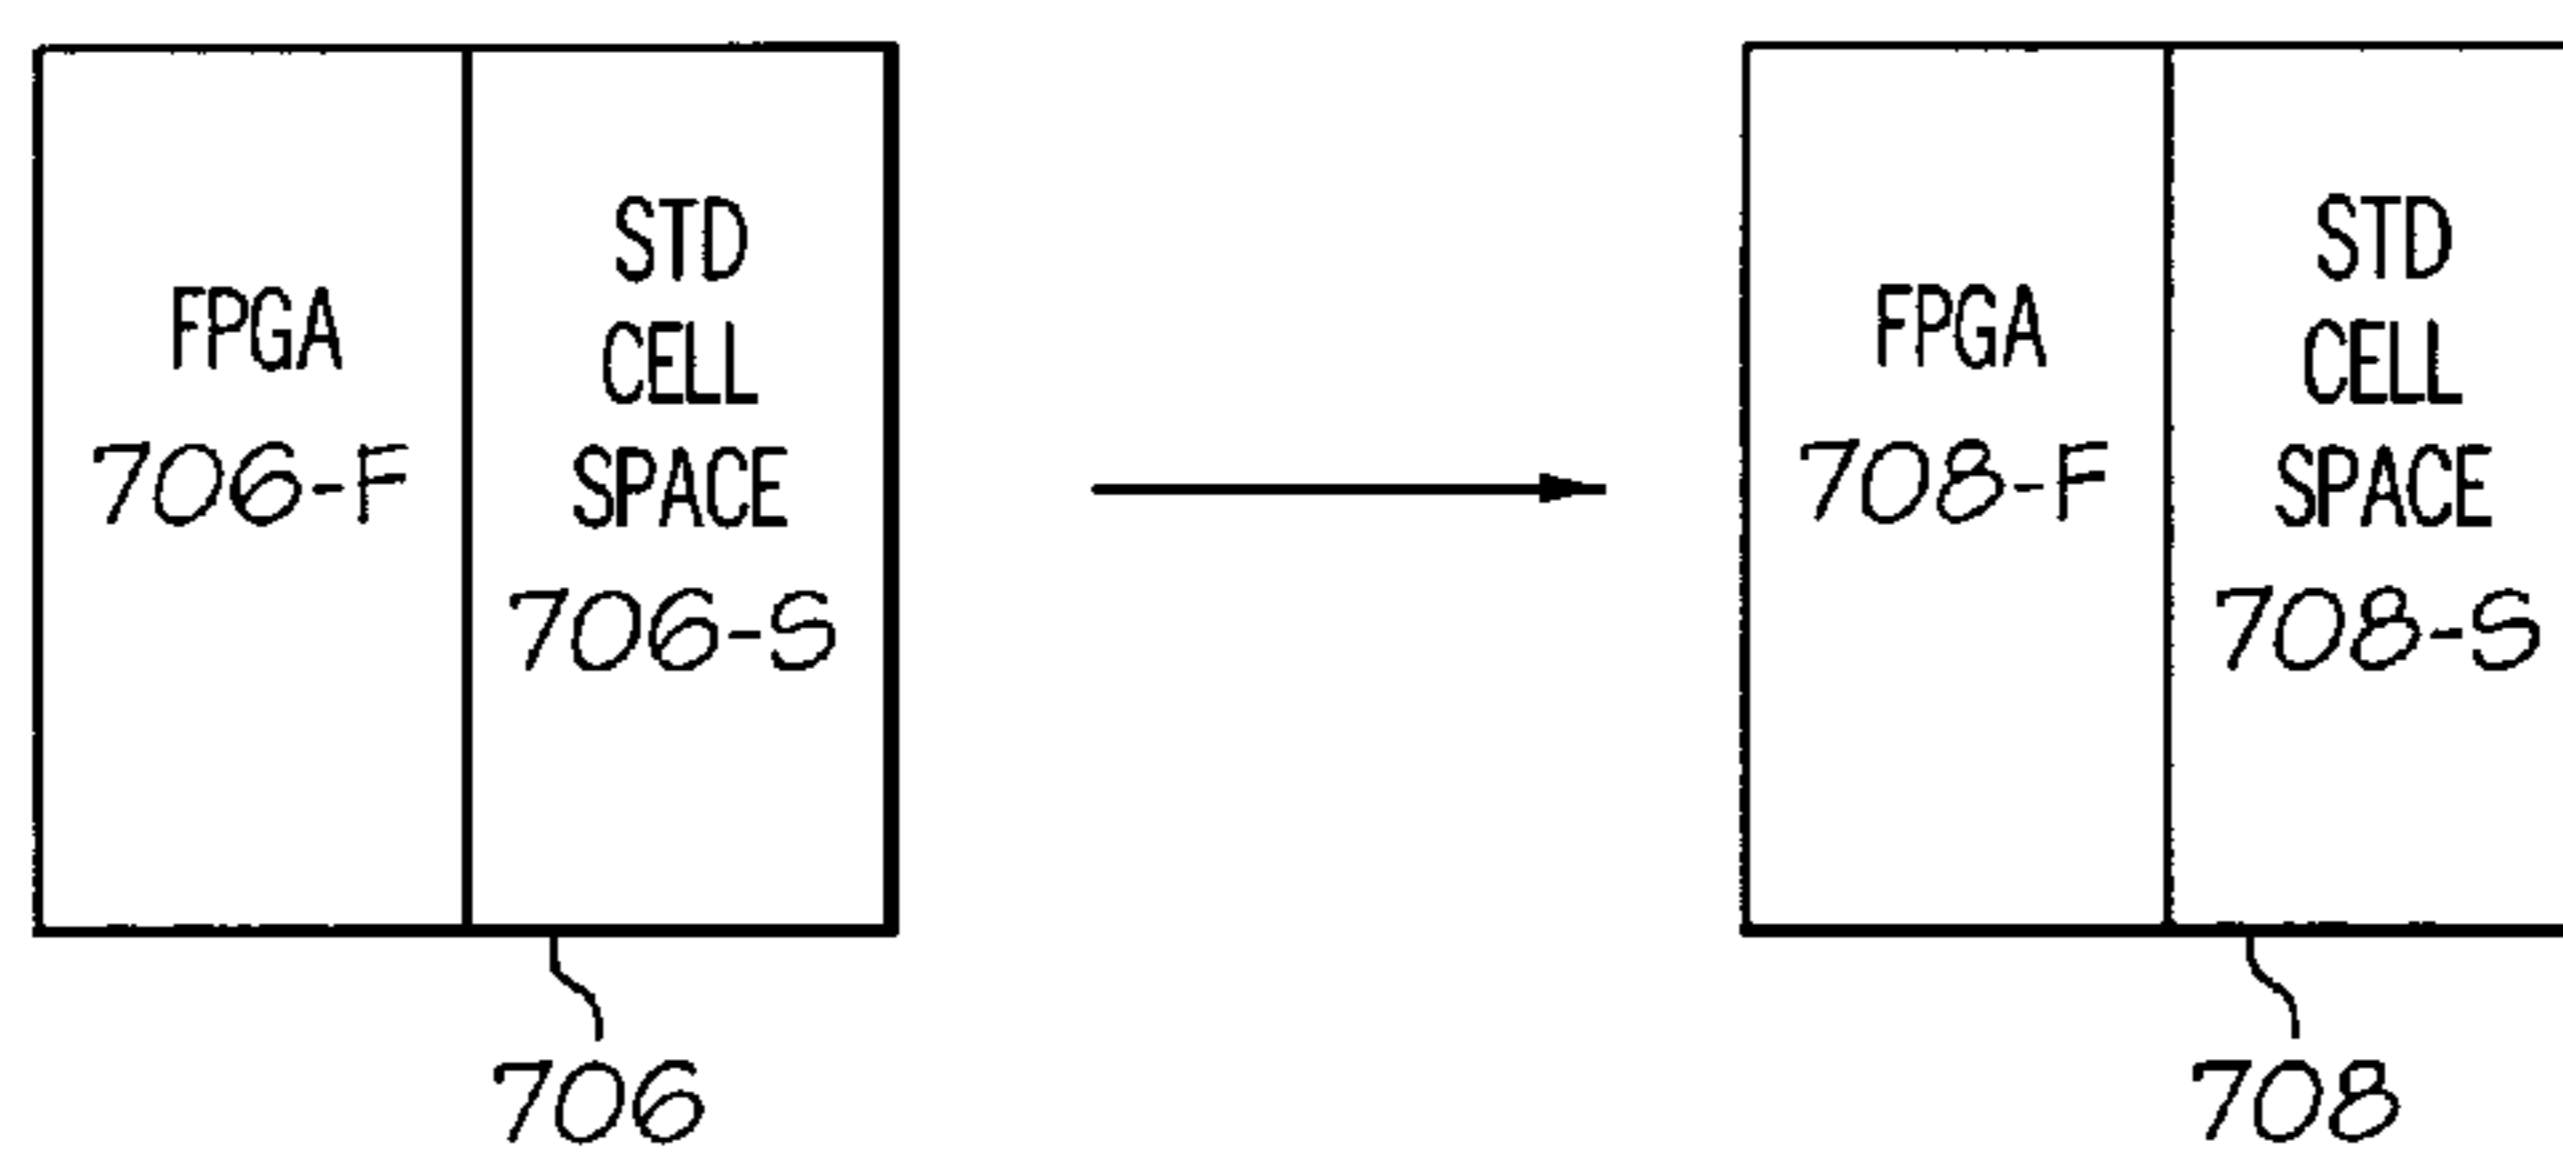 FPGA
706-F
STD
CELL
SPACE
706-S
706
FPGA
708-F
STD
CELL
SPACE
708-S
708